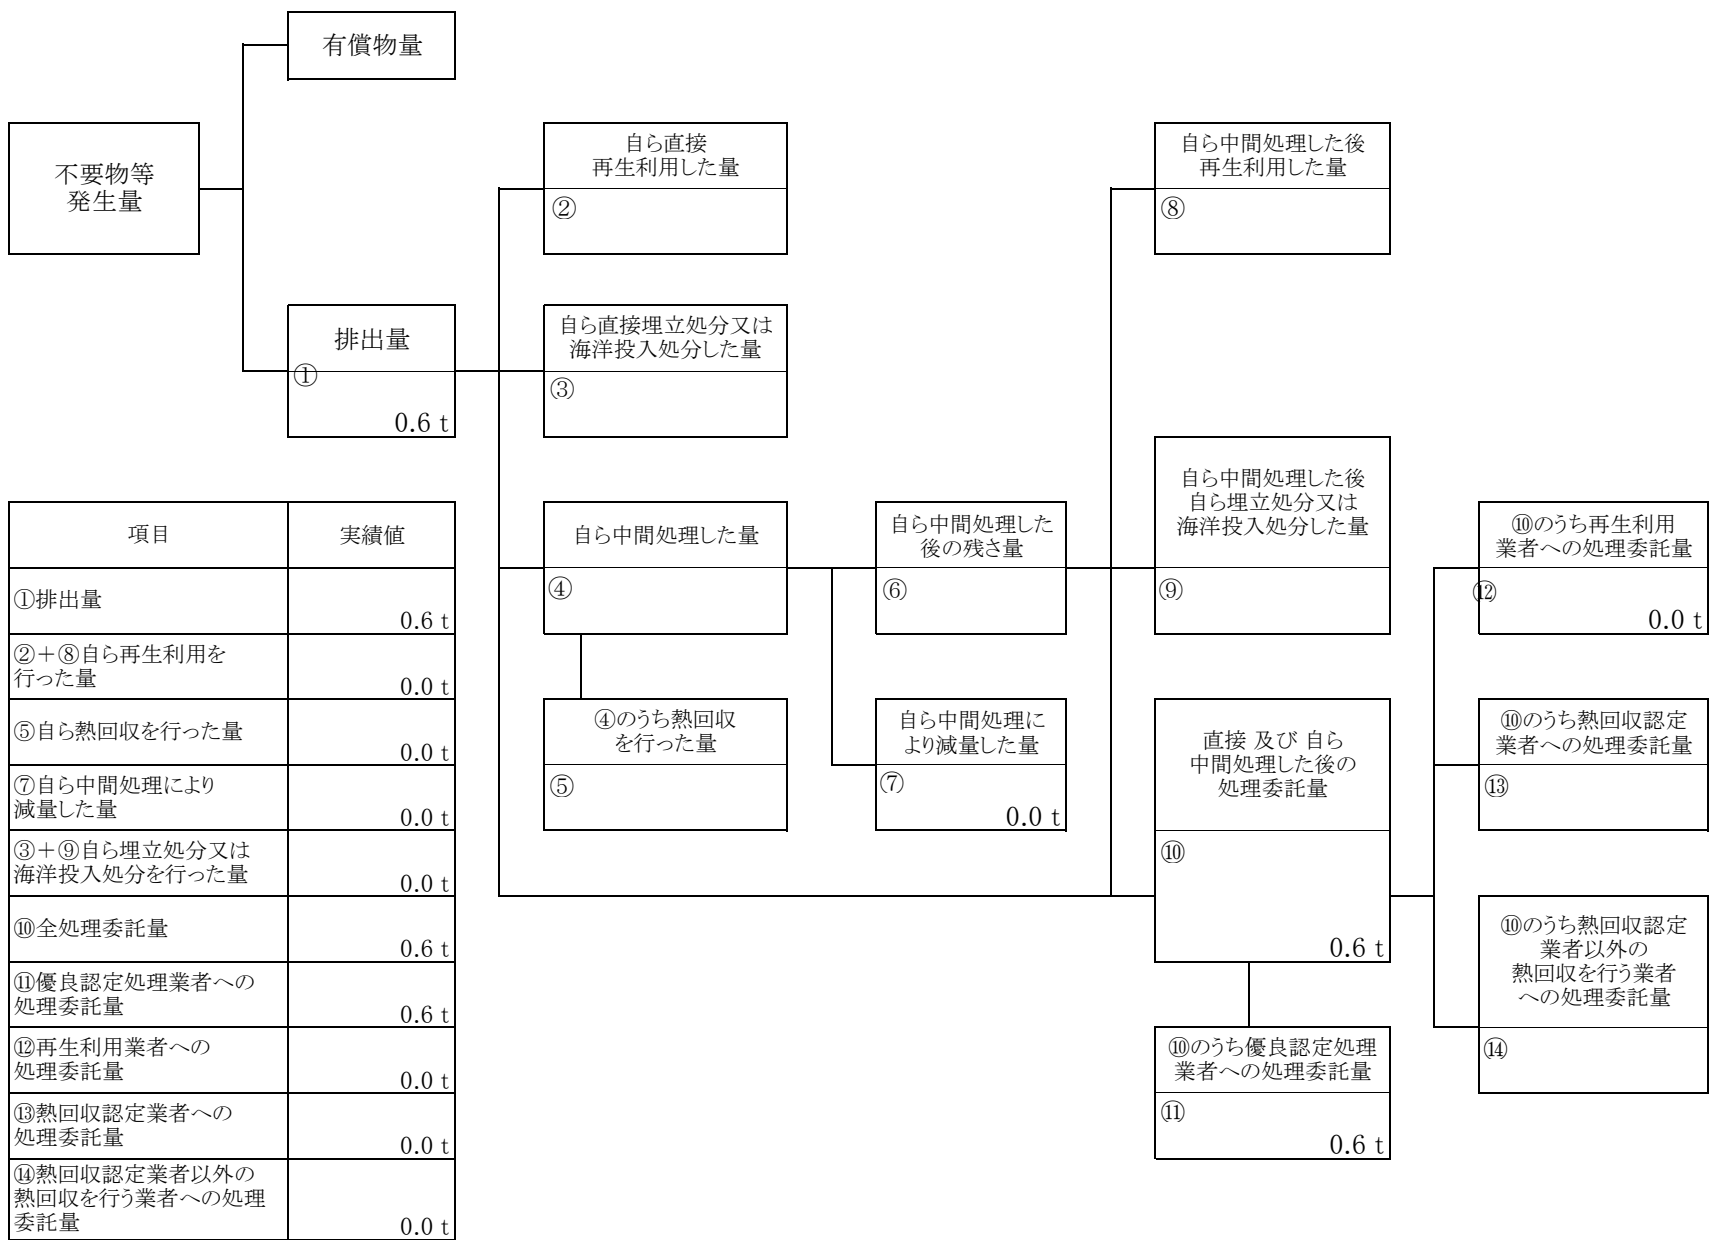 有償物量
不要物等
発生量
自ら直接
再生利用した量
②
自ら中間処理した後
再生利用した量
⑧
排出量
①
0.6 t
自ら直接埋立処分又は
海洋投入処分した量
③
項目 実績値
①排出量
0.6 t
②+⑧自ら再生利用を
行った量
0.0 t
⑤自ら熱回収を行った量
0.0 t
⑦自ら中間処理により
減量した量
0.0 t
③+⑨自ら埋立処分又は
海洋投入処分を行った量
0.0 t
⑩全処理委託量
0.6 t
⑪優良認定処理業者への
処理委託量
0.6 t
⑫再生利用業者への
処理委託量
0.0 t
⑬熱回収認定業者への
処理委託量
0.0 t
⑭熱回収認定業者以外の
熱回収を行う業者への処理
委託量
0.0 t
自ら中間処理した量
④
④のうち熱回収
を行った量
⑤
自ら中間処理した
後の残さ量
⑥
自ら中間処理に
より減量した量
⑦
0.0 t
自ら中間処理した後
自ら埋立処分又は
海洋投入処分した量
⑨
直接 及び 自ら
中間処理した後の
処理委託量
⑩
0.6 t
⑩のうち優良認定処理
業者への処理委託量
⑪
0.6 t
⑩のうち再生利用
業者への処理委託量
⑫
0.0 t
⑩のうち熱回収認定
業者への処理委託量
⑬
⑩のうち熱回収認定
業者以外の
熱回収を行う業者
への処理委託量
⑭